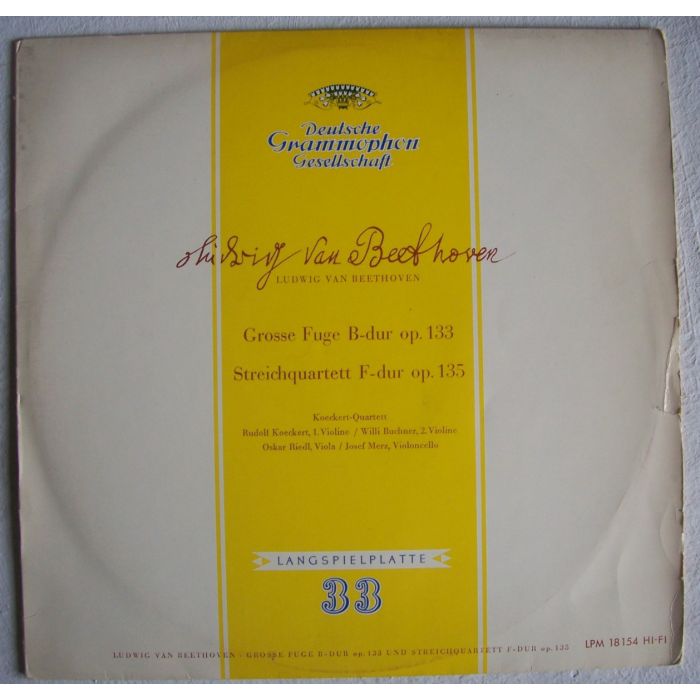 Deutsche
Grammophon
Gesellschaft
Ludwig Van Beethoven
LUDWIG VAN BEETHOVEN
Grosse Fuge B-dur op. 133
Streichquartett F-dur op. 135
Koeckert-Quartett
Rudolf Koeckert, 1. Violine / Willi Buchner, 2. Violine
Oskar Riedl, Viola / Josef Merz, Violoncello
LANGSPIELPLATTE
33
LPM 18154 HI-FI
LUDWIG VAN BEETHOVEN · GROSSE FUGE B-DUR op. 133 UND STREICHQUARTETT F-DUR op. 135